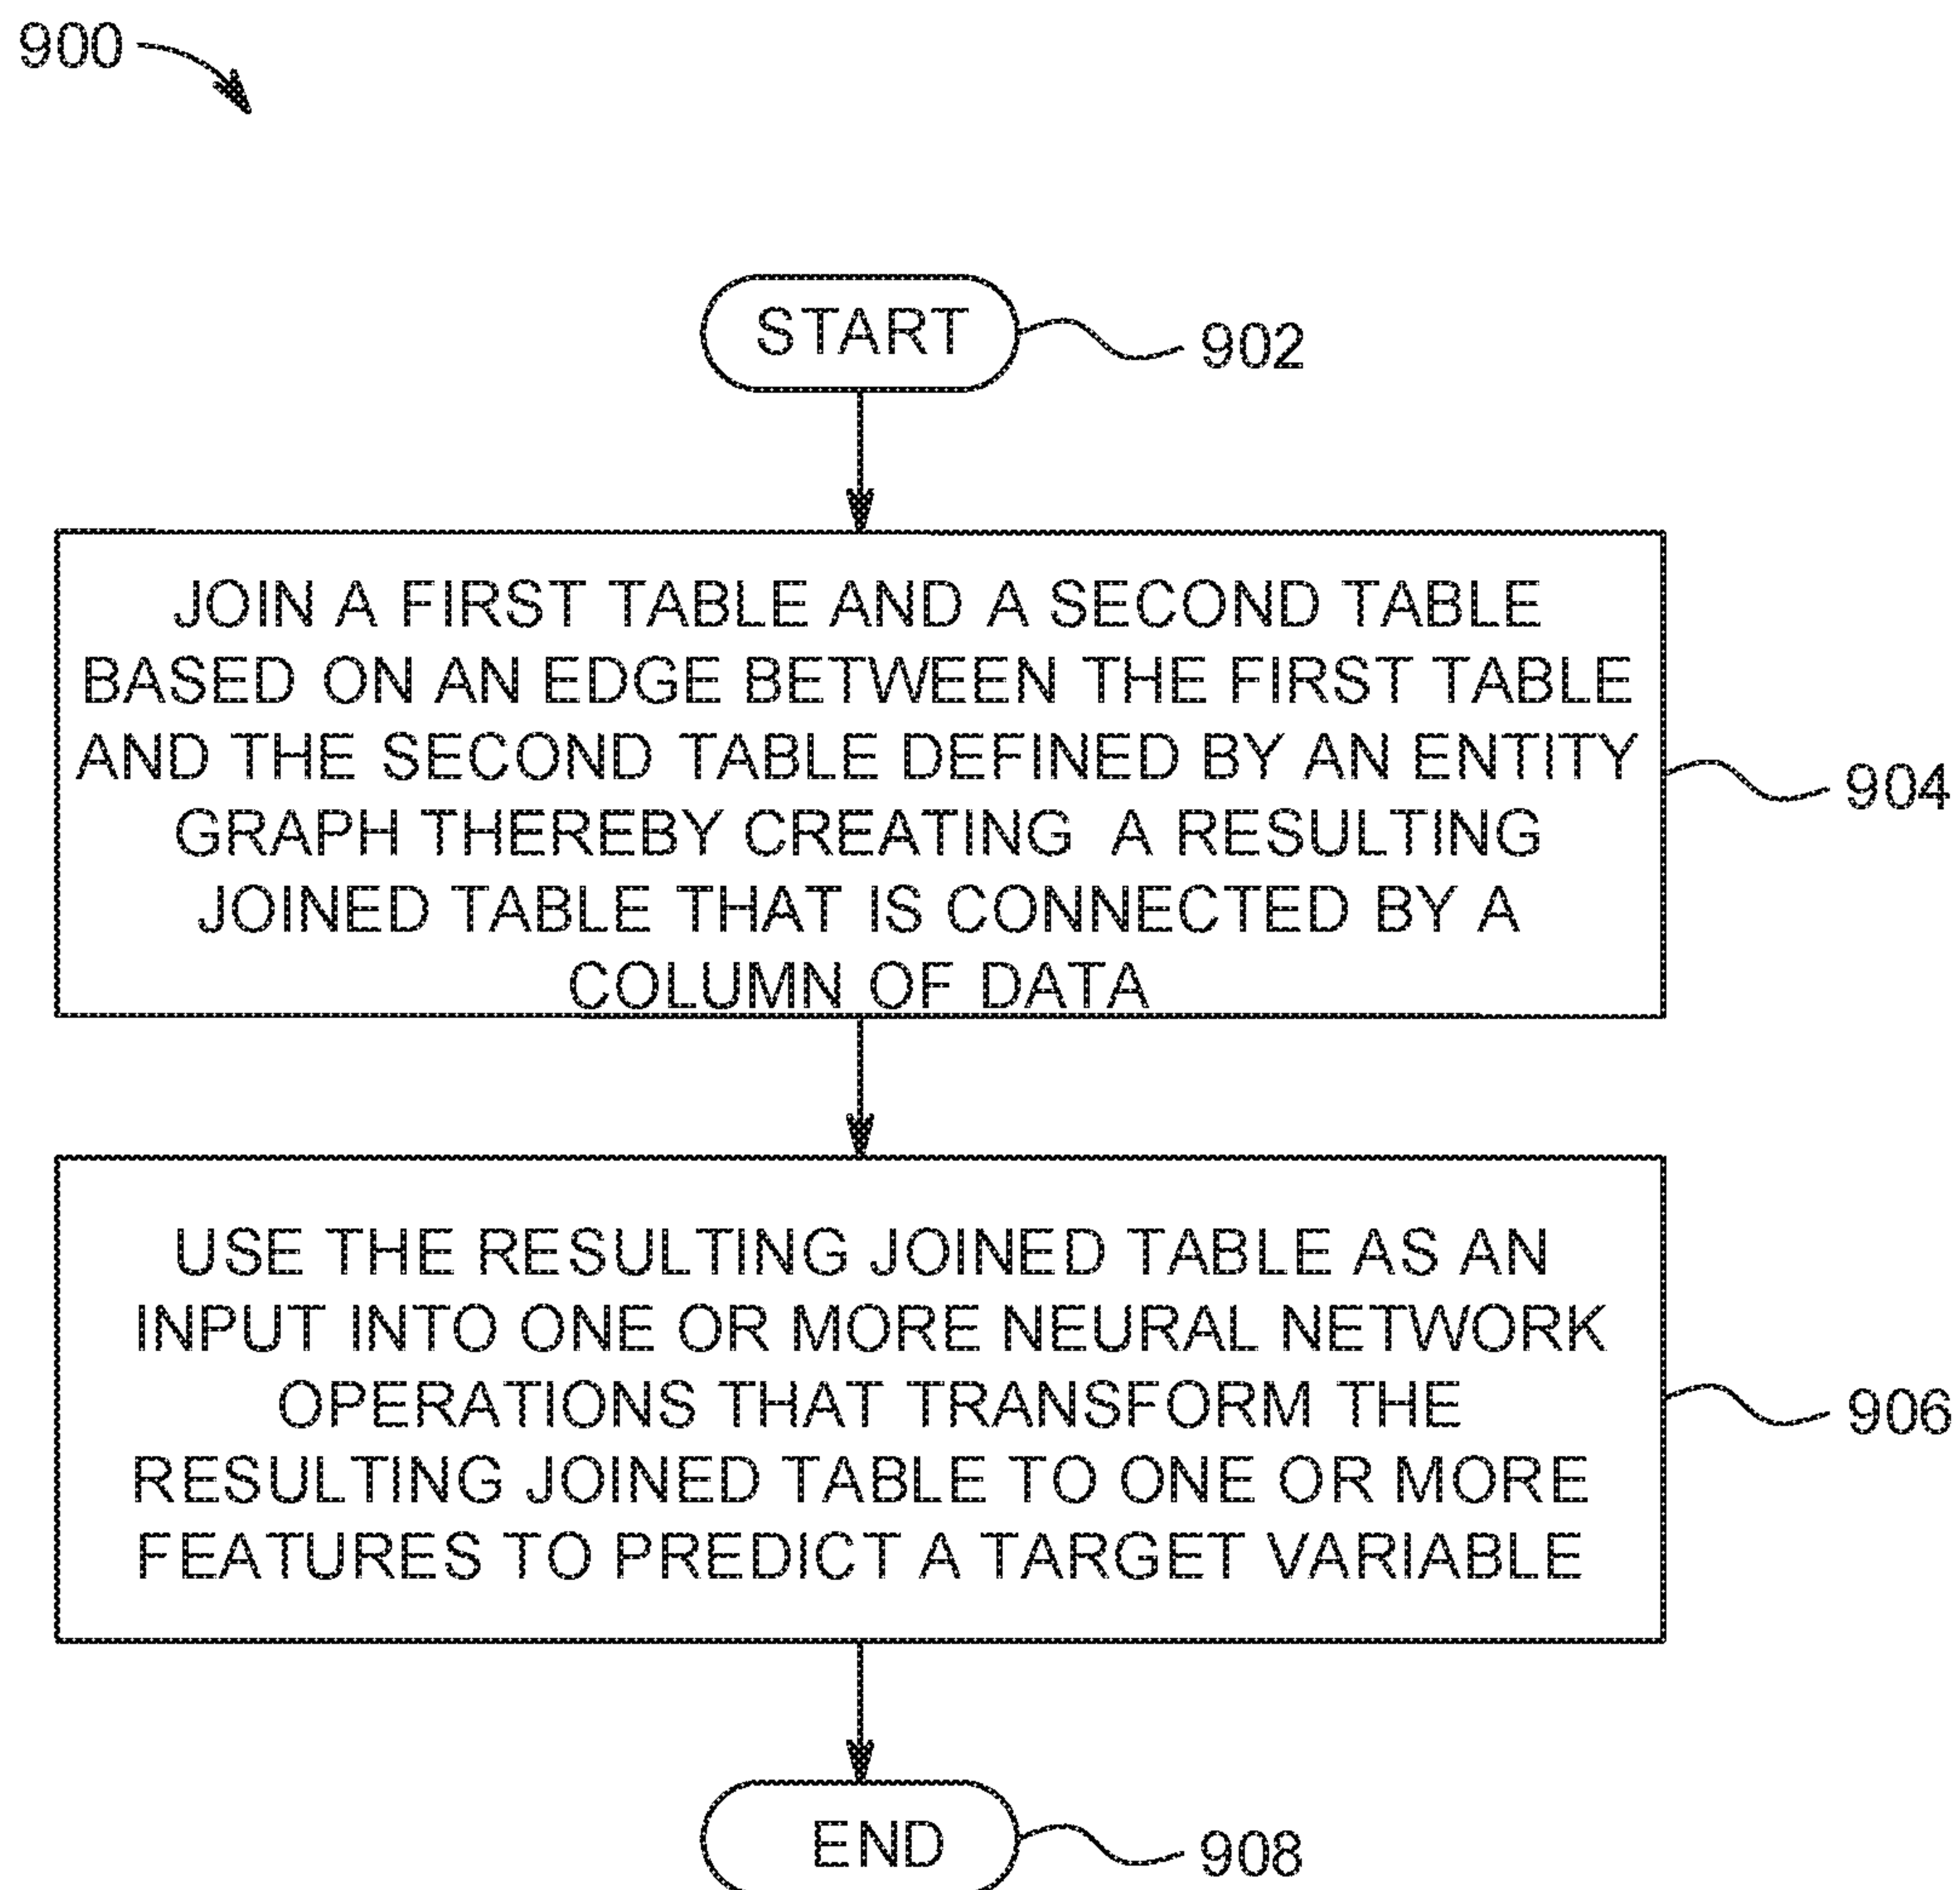 900
START
902
JOIN A FIRST TABLE AND A SECOND TABLE
BASED ON AN EDGE BETWEEN THE FIRST TABLE
AND THE SECOND TABLE DEFINED BY AN ENTITY
GRAPH THEREBY CREATING A RESULTING
JOINED TABLE THAT IS CONNECTED BY A
COLUMN OF DATA
904
USE THE RESULTING JOINED TABLE AS AN
INPUT INTO ONE OR MORE NEURAL NETWORK
OPERATIONS THAT TRANSFORM THE
RESULTING JOINED TABLE TO ONE OR MORE
FEATURES TO PREDICT A TARGET VARIABLE
906
END
908